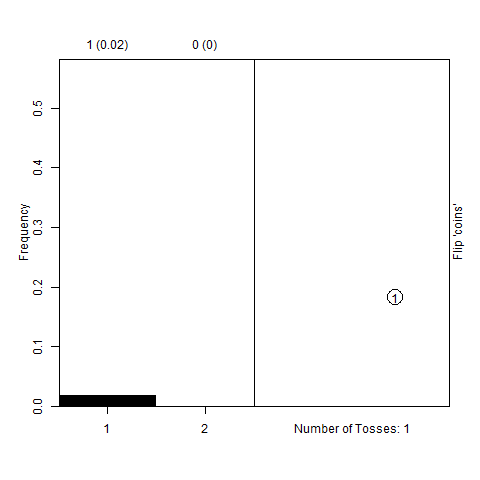 1 (0.02) 0 (0)
Frequency
0.5
0.4
0.3
0.2
0.1
0.0
1 2
1
Flip 'coins'
Number of Tosses: 1